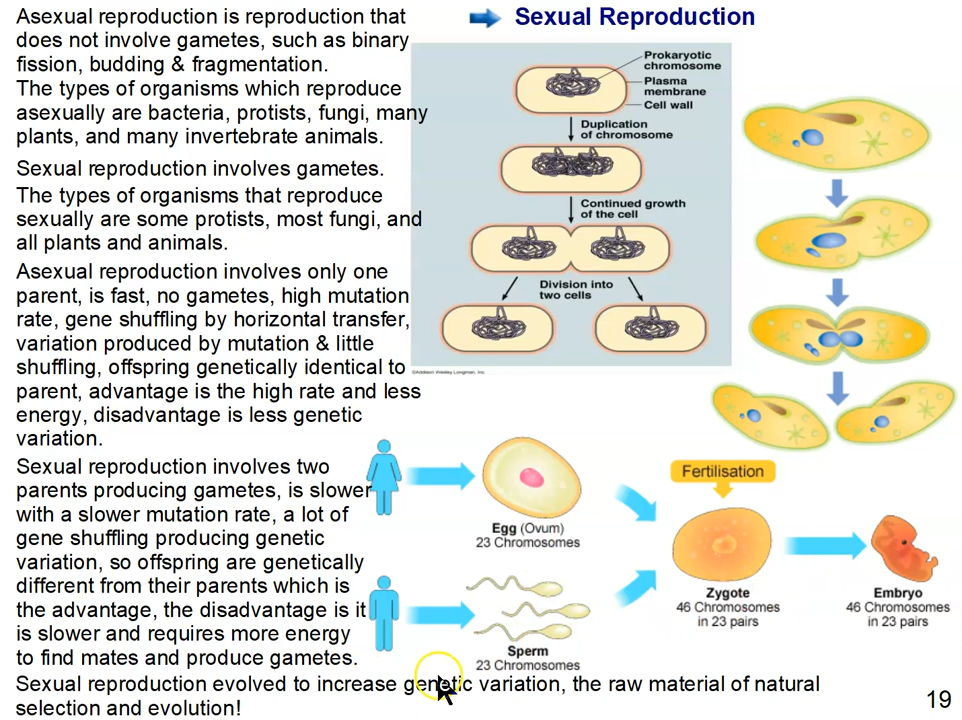 Asexual reproduction is reproduction that
does not involve gametes, such as binary
fission, budding & fragmentation.
The types of organisms which reproduce
asexually are bacteria, protists, fungi, many
plants, and many invertebrate animals.
Sexual reproduction involves gametes.
The types of organisms that reproduce
sexually are some protists, most fungi, and
all plants and animals.
Asexual reproduction involves only one
parent, is fast, no gametes, high mutation
rate, gene shuffling by horizontal transfer,
variation produced by mutation & little
shuffling, offspring genetically identical to
parent, advantage is the high rate and less
energy, disadvantage is less genetic
variation.
Sexual reproduction involves two
parents producing gametes, is slower
with a slower mutation rate, a lot of
gene shuffling producing genetic
variation, so offspring are genetically
different from their parents which is
the advantage, the disadvantage is it
is slower and requires more energy
to find mates and produce gametes.
Sexual reproduction evolved to increase genetic variation, the raw material of natural
selection and evolution!
Sexual Reproduction
Prokaryotic
chromosome
Plasma
membrane
Cell wall
Duplication
of chromosome
Continued growth
of the cell
Division into
two cells
©Addison Wesley Longman, Inc.
Fertilisation
Egg (Ovum)
23 Chromosomes
Sperm
23 Chromosomes
Zygote
46 Chromosomes
in 23 pairs
Embryo
46 Chromosomes
in 23 pairs
19